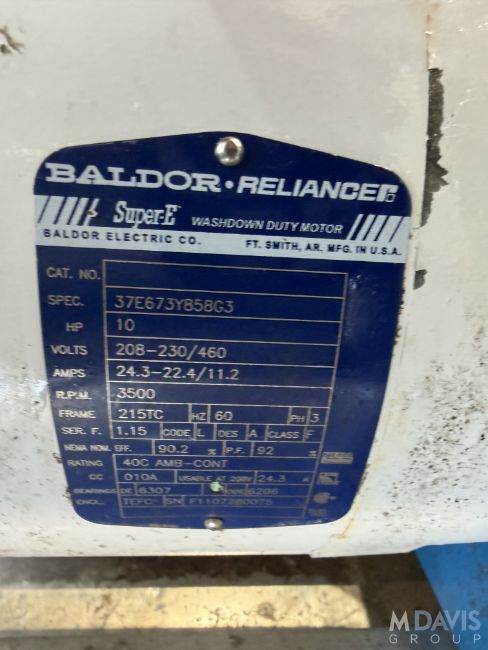 BALDOR • RELIANCE
Super-E WASHDOWN DUTY MOTOR
BALDOR ELECTRIC CO. FT. SMITH, AR. MFG. IN U.S.A.
CAT. NO.
SPEC. 37E673Y858G3
HP 10
VOLTS 208-230/460
AMPS 24.3-22.4/11.2
R.P.M. 3500
FRAME 215TC HZ 60 PH 3
SER. F. 1.15 CODE L DES A CLASS F
NEMA NOM. EFF. 90.2 % P.F. 92 %
RATING 40C AMB-CONT
CC 010A USABLE AT 208V 24.3 A
BEARINGS DE 6307 ODE 6206
ENCL. TEFC SN F1107280075
M DAVIS
GROUP